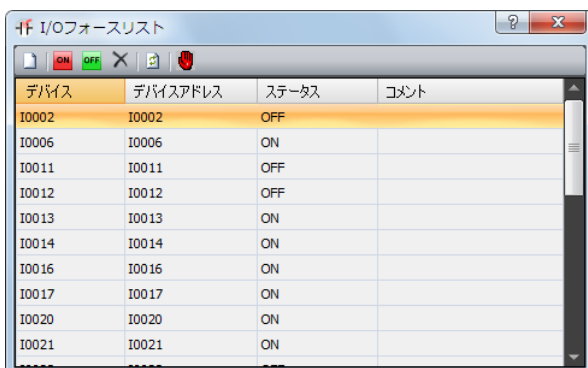 I/Oフォースリスト
ON OFF
デバイス デバイスアドレス ステータス コメント
I0002 I0002 OFF
I0006 I0006 ON
I0011 I0011 OFF
I0012 I0012 OFF
I0013 I0013 ON
I0014 I0014 ON
I0016 I0016 ON
I0017 I0017 ON
I0020 I0020 ON
I0021 I0021 ON